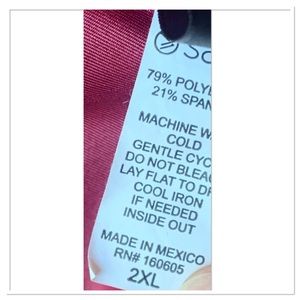 79% POLYE
21% SPAN
MACHINE W
COLD
GENTLE CYC
DO NOT BLEAC
LAY FLAT TO DR
COOL IRON
IF NEEDED
INSIDE OUT
MADE IN MEXICO
RN# 160605
2XL